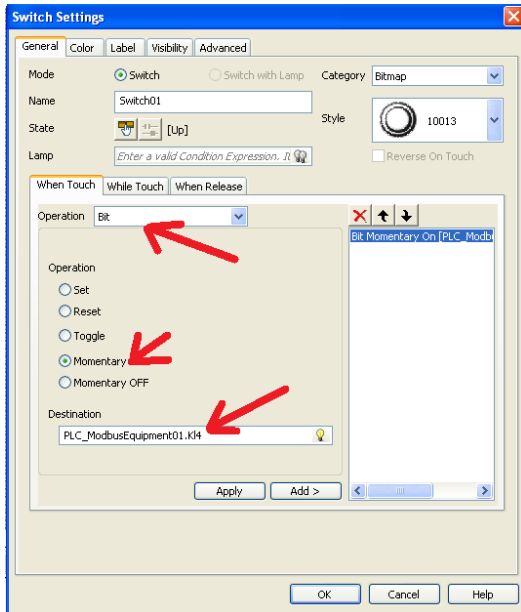 Switch Settings
General Color Label Visibility Advanced
Mode Switch Switch with Lamp Category Bitmap
Name Switch01
Style 10013
State [Up]
Lamp Enter a valid Condition Expression. It
Reverse On Touch
When Touch While Touch When Release
Operation Bit
Bit Momentary On [PLC_Modb
Operation
Set
Reset
Toggle
Momentary
Momentary OFF
Destination
PLC_ModbusEquipment01.Kl4
Apply Add >
OK Cancel Help